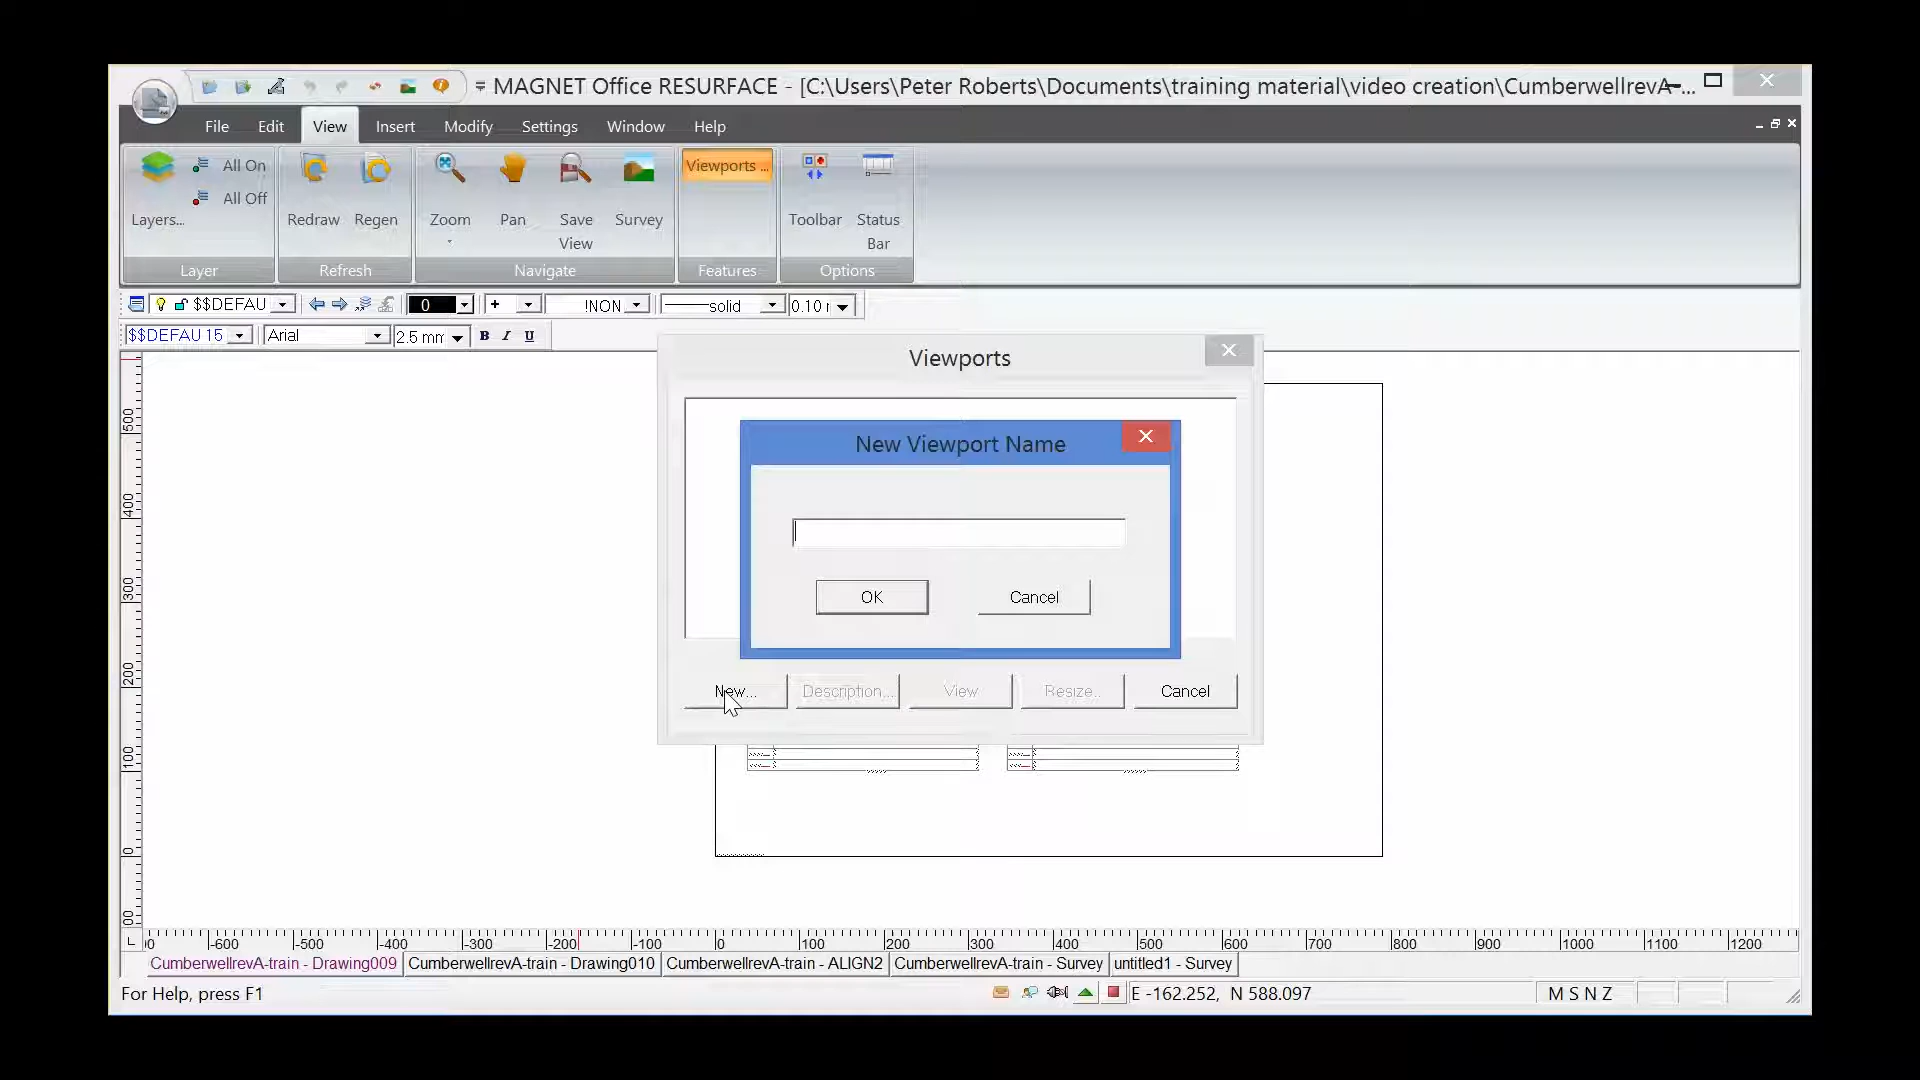 MAGNET Office RESURFACE - [C:\Users\Peter Roberts\Documents\training material\video creation\CumberwellrevA-...
File Edit View Insert Modify Settings Window Help
All On
All Off
Layers...
Redraw Regen Zoom Pan Save View Survey
Viewports ...
Toolbar Status Bar
Layer Refresh Navigate Features Options
$$DEFAU 0 + !NON solid 0.10 r
$$DEFAU 15 Arial 2.5 mm B I U
Viewports
New Viewport Name
OK Cancel
New... Description... View Resize.. Cancel
500
400
300
200
100
0
00
-600 -500 -400 -300 -200 -100 0 100 200 300 400 500 600 700 800 900 1000 1100 1200
CumberwellrevA-train - Drawing009 CumberwellrevA-train - Drawing010 CumberwellrevA-train - ALIGN2 CumberwellrevA-train - Survey untitled1 - Survey
For Help, press F1
E -162.252, N 588.097
M S N Z